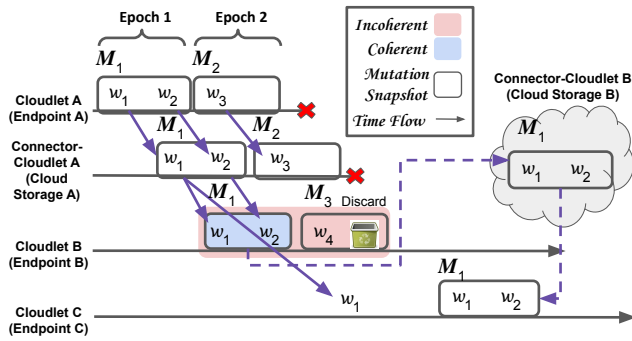 Epoch 1 Epoch 2
Incoherent
Coherent
Mutation
Snapshot
Time Flow
M1 M2
w1 w2 w3
Cloudlet A
(Endpoint A)
M1 M2
Connector-
Cloudlet A
(Cloud
Storage A)
w1 w2 w3
Connector-Cloudlet B
(Cloud Storage B)
M1
w1 w2
M1 M3
Discard
w1 w2 w4
Cloudlet B
(Endpoint B)
M1
w1
w1 w2
Cloudlet C
(Endpoint C)